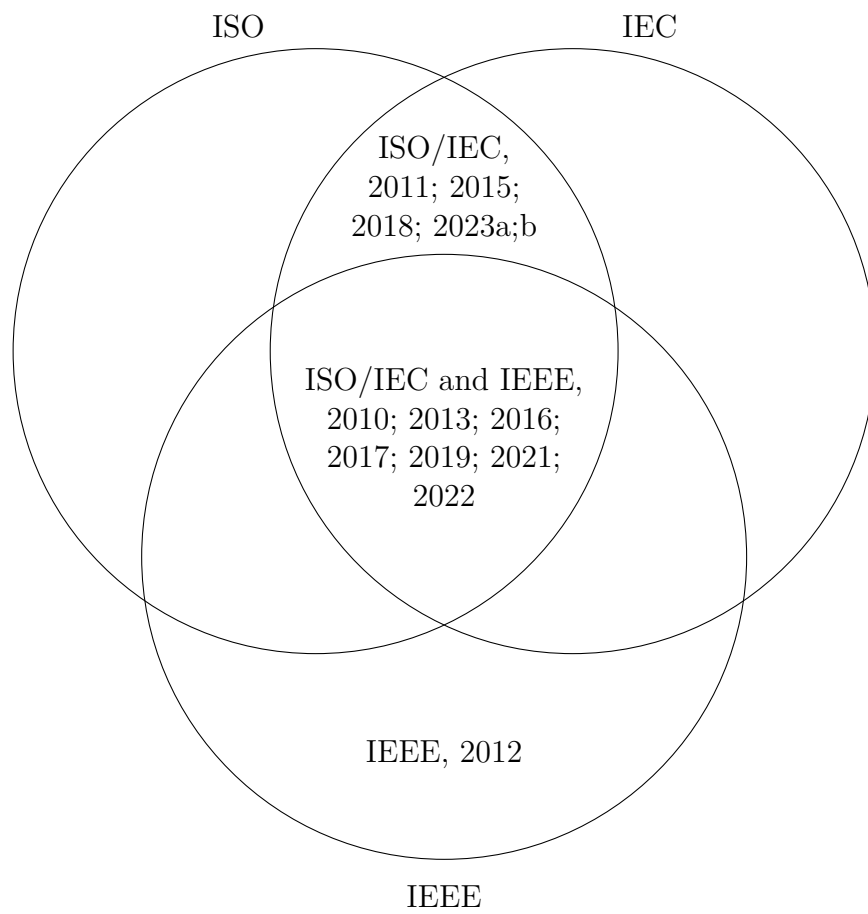 ISO
IEC
ISO/IEC,
2011; 2015;
2018; 2023a;b
ISO/IEC and IEEE,
2010; 2013; 2016;
2017; 2019; 2021;
2022
IEEE, 2012
IEEE